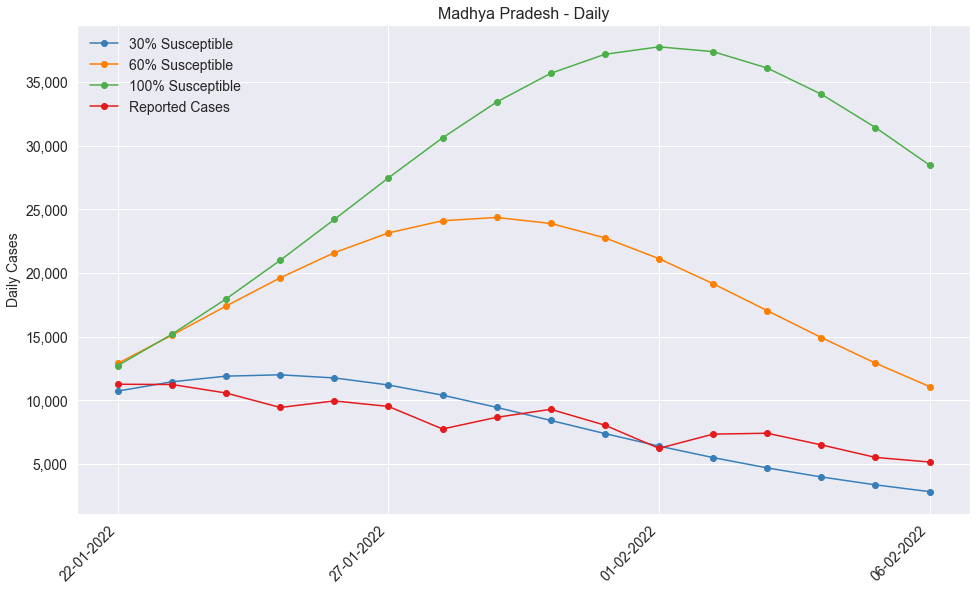 Madhya Pradesh - Daily
30% Susceptible
60% Susceptible
100% Susceptible
Reported Cases
Daily Cases
35,000
30,000
25,000
20,000
15,000
10,000
5,000
22-01-2022
27-01-2022
01-02-2022
06-02-2022